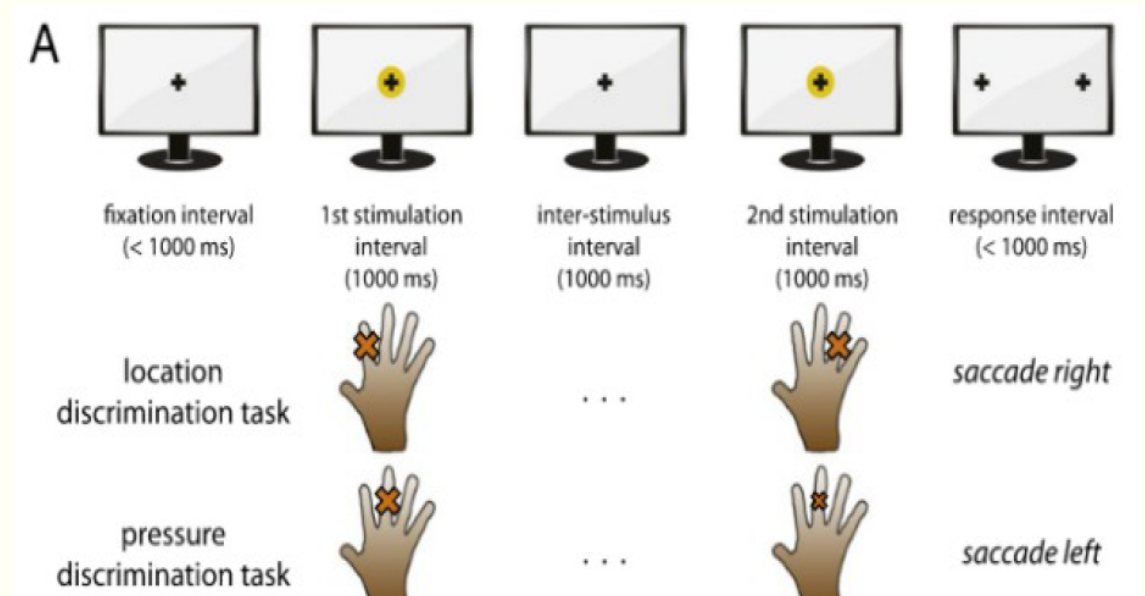 A
fixation interval
(< 1000 ms)
1st stimulation
interval
(1000 ms)
inter-stimulus
interval
(1000 ms)
2nd stimulation
interval
(1000 ms)
response interval
(< 1000 ms)
location
discrimination task
. . .
saccade right
pressure
discrimination task
. . .
saccade left